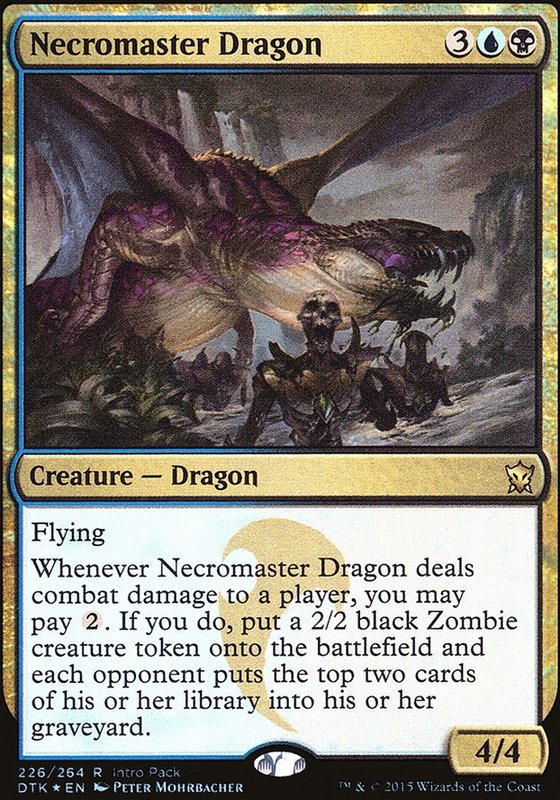 Necromaster Dragon 3
Creature — Dragon
Flying
Whenever Necromaster Dragon deals
combat damage to a player, you may
pay 2. If you do, put a 2/2 black Zombie
creature token onto the battlefield and
each opponent puts the top two cards
of his or her library into his or her
graveyard.
4/4
226/264 R Intro Pack
DTK ★ EN Peter Mohrbacher
™ & © 2015 Wizards of the Coast